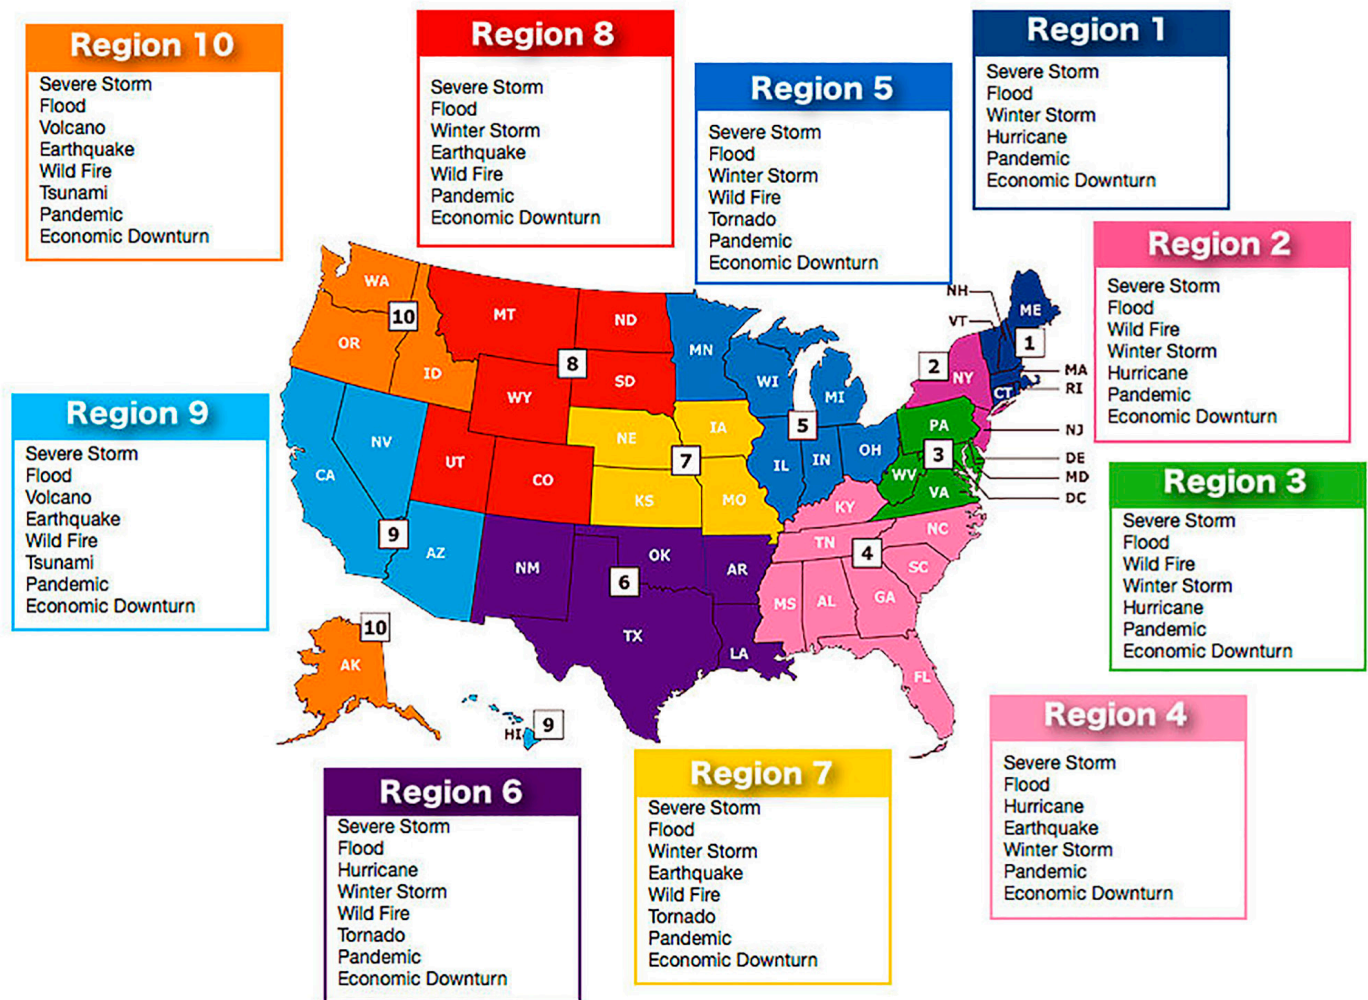 Region 10
Severe Storm
Flood
Volcano
Earthquake
Wild Fire
Tsunami
Pandemic
Economic Downturn
Region 8
Severe Storm
Flood
Winter Storm
Earthquake
Wild Fire
Pandemic
Economic Downturn
Region 5
Severe Storm
Flood
Winter Storm
Wild Fire
Tornado
Pandemic
Economic Downturn
Region 1
Severe Storm
Flood
Winter Storm
Hurricane
Pandemic
Economic Downturn
Region 2
Severe Storm
Flood
Wild Fire
Winter Storm
Hurricane
Pandemic
Economic Downturn
Region 9
Severe Storm
Flood
Volcano
Earthquake
Wild Fire
Tsunami
Pandemic
Economic Downturn
Region 3
Severe Storm
Flood
Wild Fire
Winter Storm
Hurricane
Pandemic
Economic Downturn
Region 4
Severe Storm
Flood
Hurricane
Earthquake
Winter Storm
Pandemic
Economic Downturn
Region 6
Severe Storm
Flood
Hurricane
Winter Storm
Wild Fire
Tornado
Pandemic
Economic Downturn
Region 7
Severe Storm
Flood
Winter Storm
Earthquake
Wild Fire
Tornado
Pandemic
Economic Downturn
WA
10
OR
ID
MT
ND
8
SD
WY
UT
CO
MN
WI
MI
5
IL
IN
OH
NH
VT
ME
1
MA
RI
CT
2
NY
NJ
PA
3
DE
MD
DC
WV
VA
NE
IA
7
KS
MO
CA
NV
9
AZ
NM
OK
AR
6
TX
LA
KY
TN
NC
4
SC
MS
AL
GA
FL
10
AK
HI
9